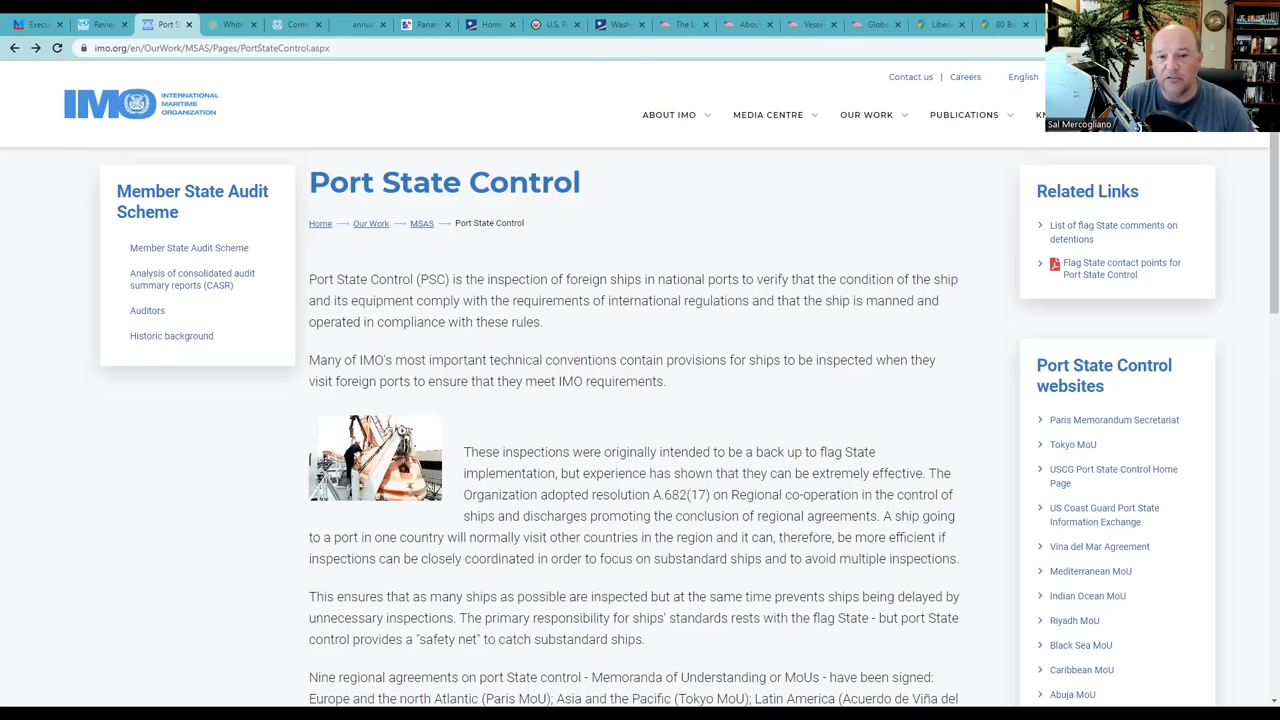 Execu
Review
Port S
White
Comm
annua
Panam
Home
U.S. F
Wash
The L
Abou
Vesse
Globa
Liberi
80 Br
imo.org/en/OurWork/MSAS/Pages/PortStateControl.aspx
Contact us | Careers English
IMO INTERNATIONAL
MARITIME
ORGANIZATION
ABOUT IMO MEDIA CENTRE OUR WORK PUBLICATIONS
Sal Mercogliano
Member State Audit
Scheme
Member State Audit Scheme
Analysis of consolidated audit
summary reports (CASR)
Auditors
Historic background
Port State Control
Home Our Work MSAS Port State Control
Port State Control (PSC) is the inspection of foreign ships in national ports to verify that the condition of the ship
and its equipment comply with the requirements of international regulations and that the ship is manned and
operated in compliance with these rules.
Many of IMO's most important technical conventions contain provisions for ships to be inspected when they
visit foreign ports to ensure that they meet IMO requirements.
These inspections were originally intended to be a back up to flag State
implementation, but experience has shown that they can be extremely effective. The
Organization adopted resolution A.682(17) on Regional co-operation in the control of
ships and discharges promoting the conclusion of regional agreements. A ship going
to a port in one country will normally visit other countries in the region and it can, therefore, be more efficient if
inspections can be closely coordinated in order to focus on substandard ships and to avoid multiple inspections.
This ensures that as many ships as possible are inspected but at the same time prevents ships being delayed by
unnecessary inspections. The primary responsibility for ships' standards rests with the flag State - but port State
control provides a "safety net" to catch substandard ships.
Nine regional agreements on port State control - Memoranda of Understanding or MoUs - have been signed:
Europe and the north Atlantic (Paris MoU); Asia and the Pacific (Tokyo MoU); Latin America (Acuerdo de Viña del
Related Links
List of flag State comments on
detentions
Flag State contact points for
Port State Control
Port State Control
websites
Paris Memorandum Secretariat
Tokyo MoU
USCG Port State Control Home
Page
US Coast Guard Port State
Information Exchange
Vina del Mar Agreement
Mediterranean MoU
Indian Ocean MoU
Riyadh MoU
Black Sea MoU
Caribbean MoU
Abuja MoU